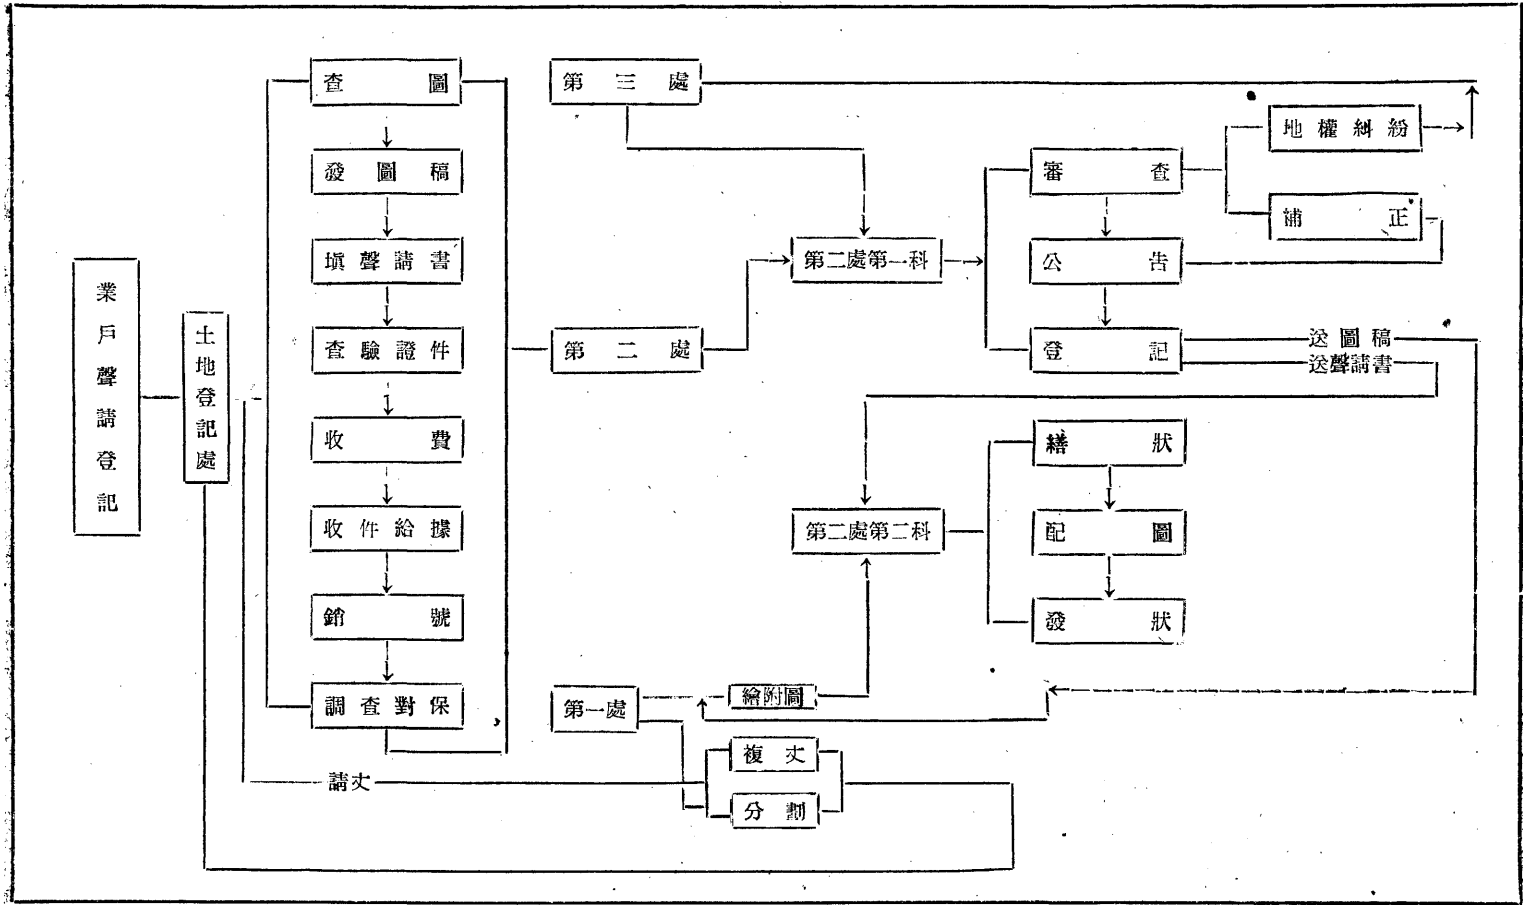 業戶聲請登記
土地登記處
查圖
發圖稿
填聲請書
查驗證件
收費
收件給據
銷號
調查對保
請丈
第三處
第二處
第一處
繪附圖
複丈
分劃
第二處第一科
第二處第二科
審查
公告
登記
地權糾紛
補正
送圖稿
送聲請書
繕狀
配圖
發狀